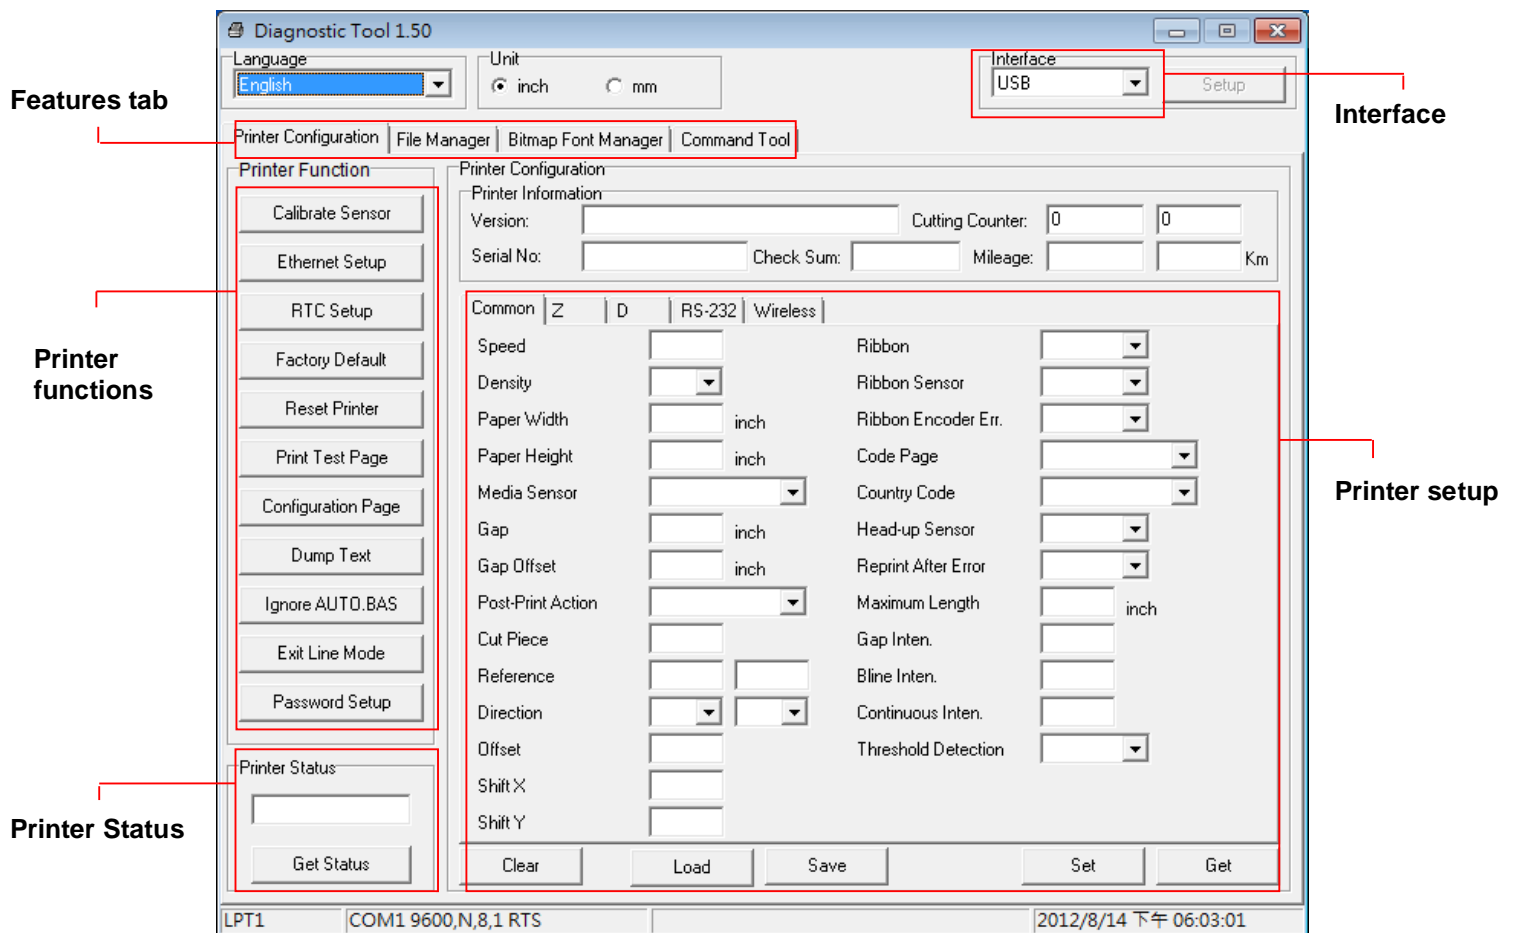 Diagnostic Tool 1.50
Language
English
Unit
inch
mm
Interface
USB
Setup
Features tab
Interface
Printer Configuration
File Manager
Bitmap Font Manager
Command Tool
Printer Function
Calibrate Sensor
Ethernet Setup
RTC Setup
Factory Default
Reset Printer
Print Test Page
Configuration Page
Dump Text
Ignore AUTO.BAS
Exit Line Mode
Password Setup
Printer functions
Printer Configuration
Printer Information
Version:
Cutting Counter: 0 0
Serial No:
Check Sum:
Mileage:
Km
Common
Z
D
RS-232
Wireless
Speed
Density
Paper Width inch
Paper Height inch
Media Sensor
Gap inch
Gap Offset inch
Post-Print Action
Cut Piece
Reference
Direction
Offset
Shift X
Shift Y
Ribbon
Ribbon Sensor
Ribbon Encoder Err.
Code Page
Country Code
Head-up Sensor
Reprint After Error
Maximum Length inch
Gap Inten.
Bline Inten.
Continuous Inten.
Threshold Detection
Printer setup
Printer Status
Printer Status
Get Status
Clear
Load
Save
Set
Get
LPT1
COM1 9600,N,8,1 RTS
2012/8/14 下午 06:03:01